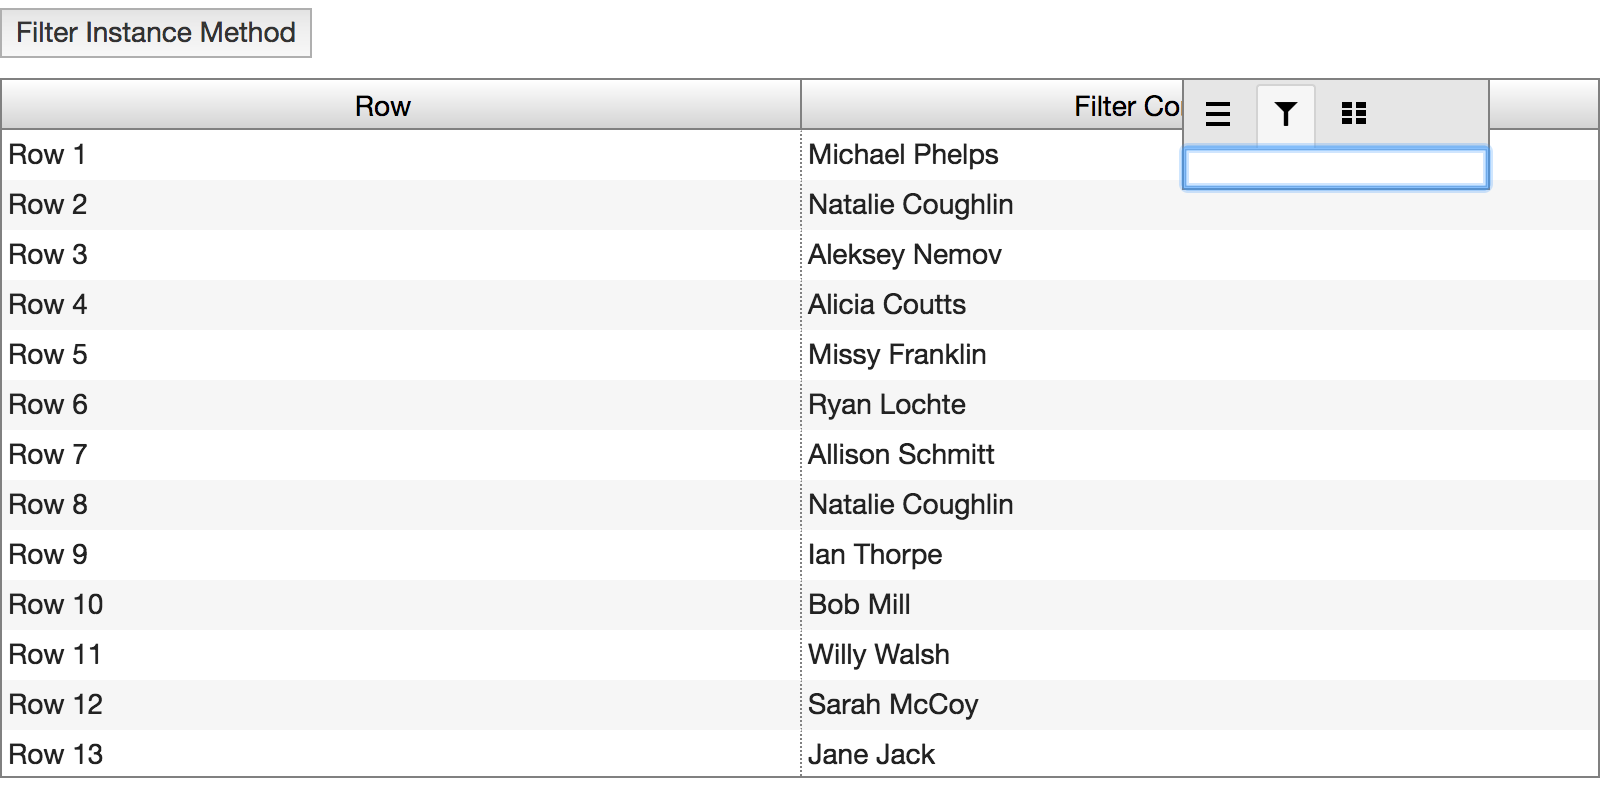 Filter Instance Method
Row Filter Co
Row 1 Michael Phelps
Row 2 Natalie Coughlin
Row 3 Aleksey Nemov
Row 4 Alicia Coutts
Row 5 Missy Franklin
Row 6 Ryan Lochte
Row 7 Allison Schmitt
Row 8 Natalie Coughlin
Row 9 Ian Thorpe
Row 10 Bob Mill
Row 11 Willy Walsh
Row 12 Sarah McCoy
Row 13 Jane Jack